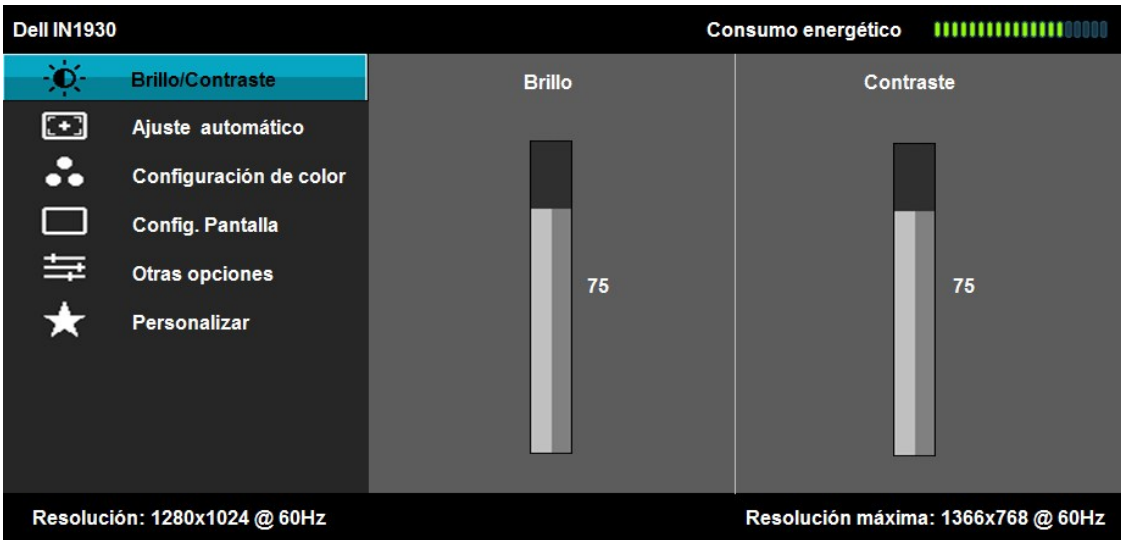 Dell IN1930
Consumo energético
Brillo/Contraste
Ajuste automático
Configuración de color
Config. Pantalla
Otras opciones
Personalizar
Brillo
75
Contraste
75
Resolución: 1280x1024 @ 60Hz
Resolución máxima: 1366x768 @ 60Hz